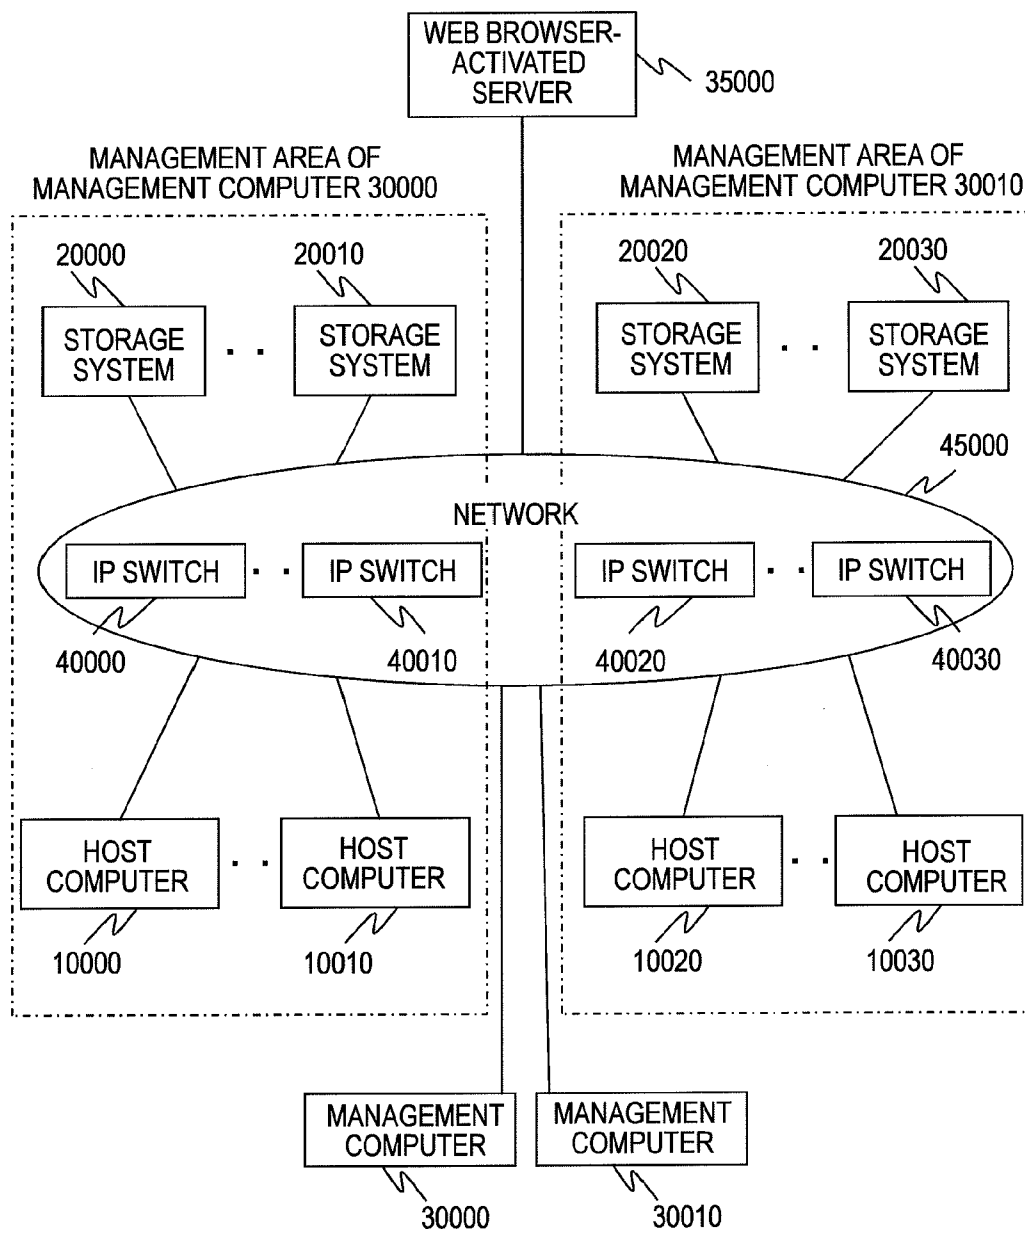 WEB BROWSER-
ACTIVATED
SERVER
35000
MANAGEMENT AREA OF
MANAGEMENT COMPUTER 30000
MANAGEMENT AREA OF
MANAGEMENT COMPUTER 30010
20000
20010
20020
20030
STORAGE
SYSTEM
STORAGE
SYSTEM
STORAGE
SYSTEM
STORAGE
SYSTEM
45000
NETWORK
IP SWITCH
IP SWITCH
IP SWITCH
IP SWITCH
40000
40010
40020
40030
HOST
COMPUTER
HOST
COMPUTER
HOST
COMPUTER
HOST
COMPUTER
10000
10010
10020
10030
MANAGEMENT
COMPUTER
MANAGEMENT
COMPUTER
30000
30010